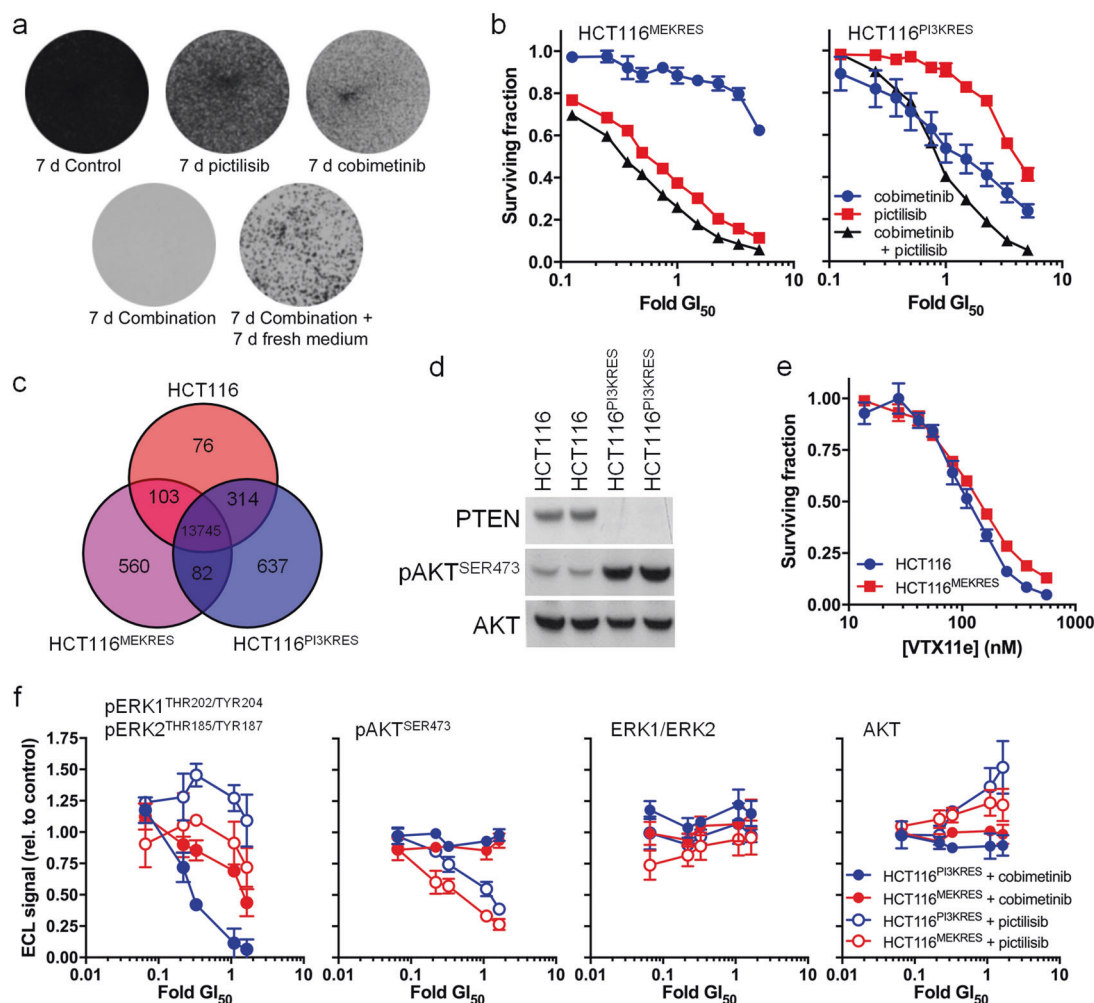 a
7 d Control
7 d pictilisib
7 d cobimetinib
7 d Combination
7 d Combination +
7 d fresh medium
b
HCT116MEKRES
HCT116PI3KRES
Surviving fraction
1.0
0.8
0.6
0.4
0.2
0.0
0.1
1
10
Fold GI50
0.1
1
10
Fold GI50
cobimetinib
pictilisib
cobimetinib
+ pictilisib
c
HCT116
76
103
314
13745
560
82
637
HCT116MEKRES
HCT116PI3KRES
d
HCT116
HCT116
HCT116PI3KRES
HCT116PI3KRES
PTEN
pAKTSER473
AKT
e
Surviving fraction
1.00
0.75
0.50
0.25
0.00
10
100
1000
[VTX11e] (nM)
HCT116
HCT116MEKRES
f
pERK1THR202/TYR204
pERK2THR185/TYR187
pAKTSER473
ERK1/ERK2
AKT
ECL signal (rel. to control)
1.75
1.50
1.25
1.00
0.75
0.50
0.25
0.00
0.01
0.1
1
10
Fold GI50
0.01
0.1
1
10
Fold GI50
0.01
0.1
1
10
Fold GI50
0.01
0.1
1
10
Fold GI50
HCT116PI3KRES + cobimetinib
HCT116MEKRES + cobimetinib
HCT116PI3KRES + pictilisib
HCT116MEKRES + pictilisib